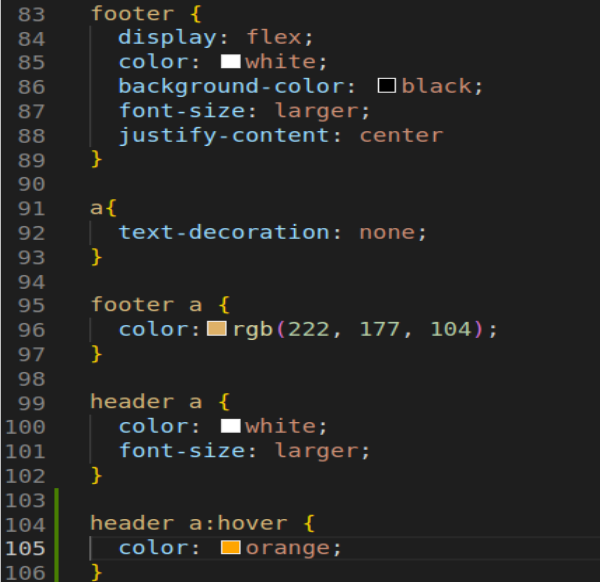 83 footer {
84 display: flex;
85 color: white;
86 background-color: black;
87 font-size: larger;
88 justify-content: center
89 }
90
91 a{
92 text-decoration: none;
93 }
94
95 footer a {
96 color: rgb(222, 177, 104);
97 }
98
99 header a {
100 color: white;
101 font-size: larger;
102 }
103
104 header a:hover {
105 color: orange;
106 }